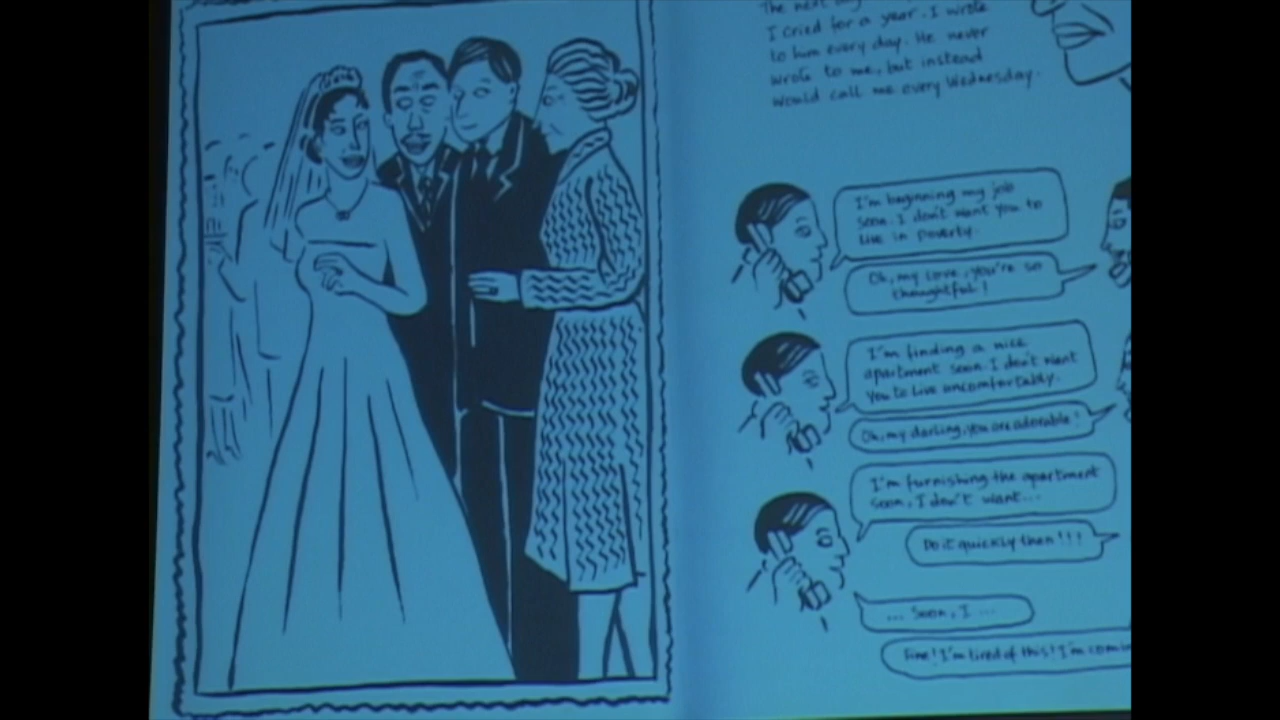 The next
I cried for a year. I wrote
to him every day. He never
wrote to me, but instead
would call me every Wednesday.
I'm beginning my job
soon. I don't want you to
live in poverty.
Oh, my love, you're so
thoughtful!
I'm finding a nice
apartment soon. I don't want
you to live uncomfortably.
Oh, my darling, you are adorable!
I'm furnishing the apartment
soon, I don't want...
Do it quickly then!!!
... Soon, I ...
Fine! I'm tired of this! I'm comin